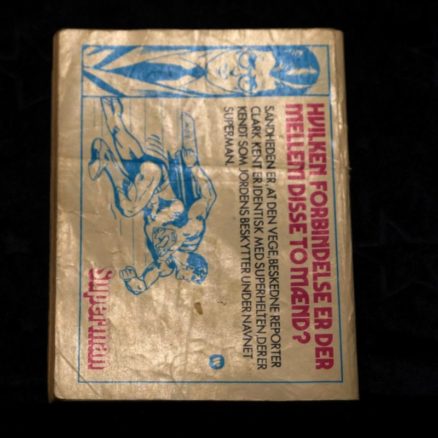 HVILKEN FORBINDELSE ER DER
MELLEM DISSE TO MÆND?
SANDHEDEN ER, AT DEN VEGE, BESKEDNE REPORTER
CLARK KENT ER IDENTISK MED SUPERHELTEN, DER ER
KENDT SOM JORDENS BESKYTTER UNDER NAVNET
SUPERMAN.
Superman